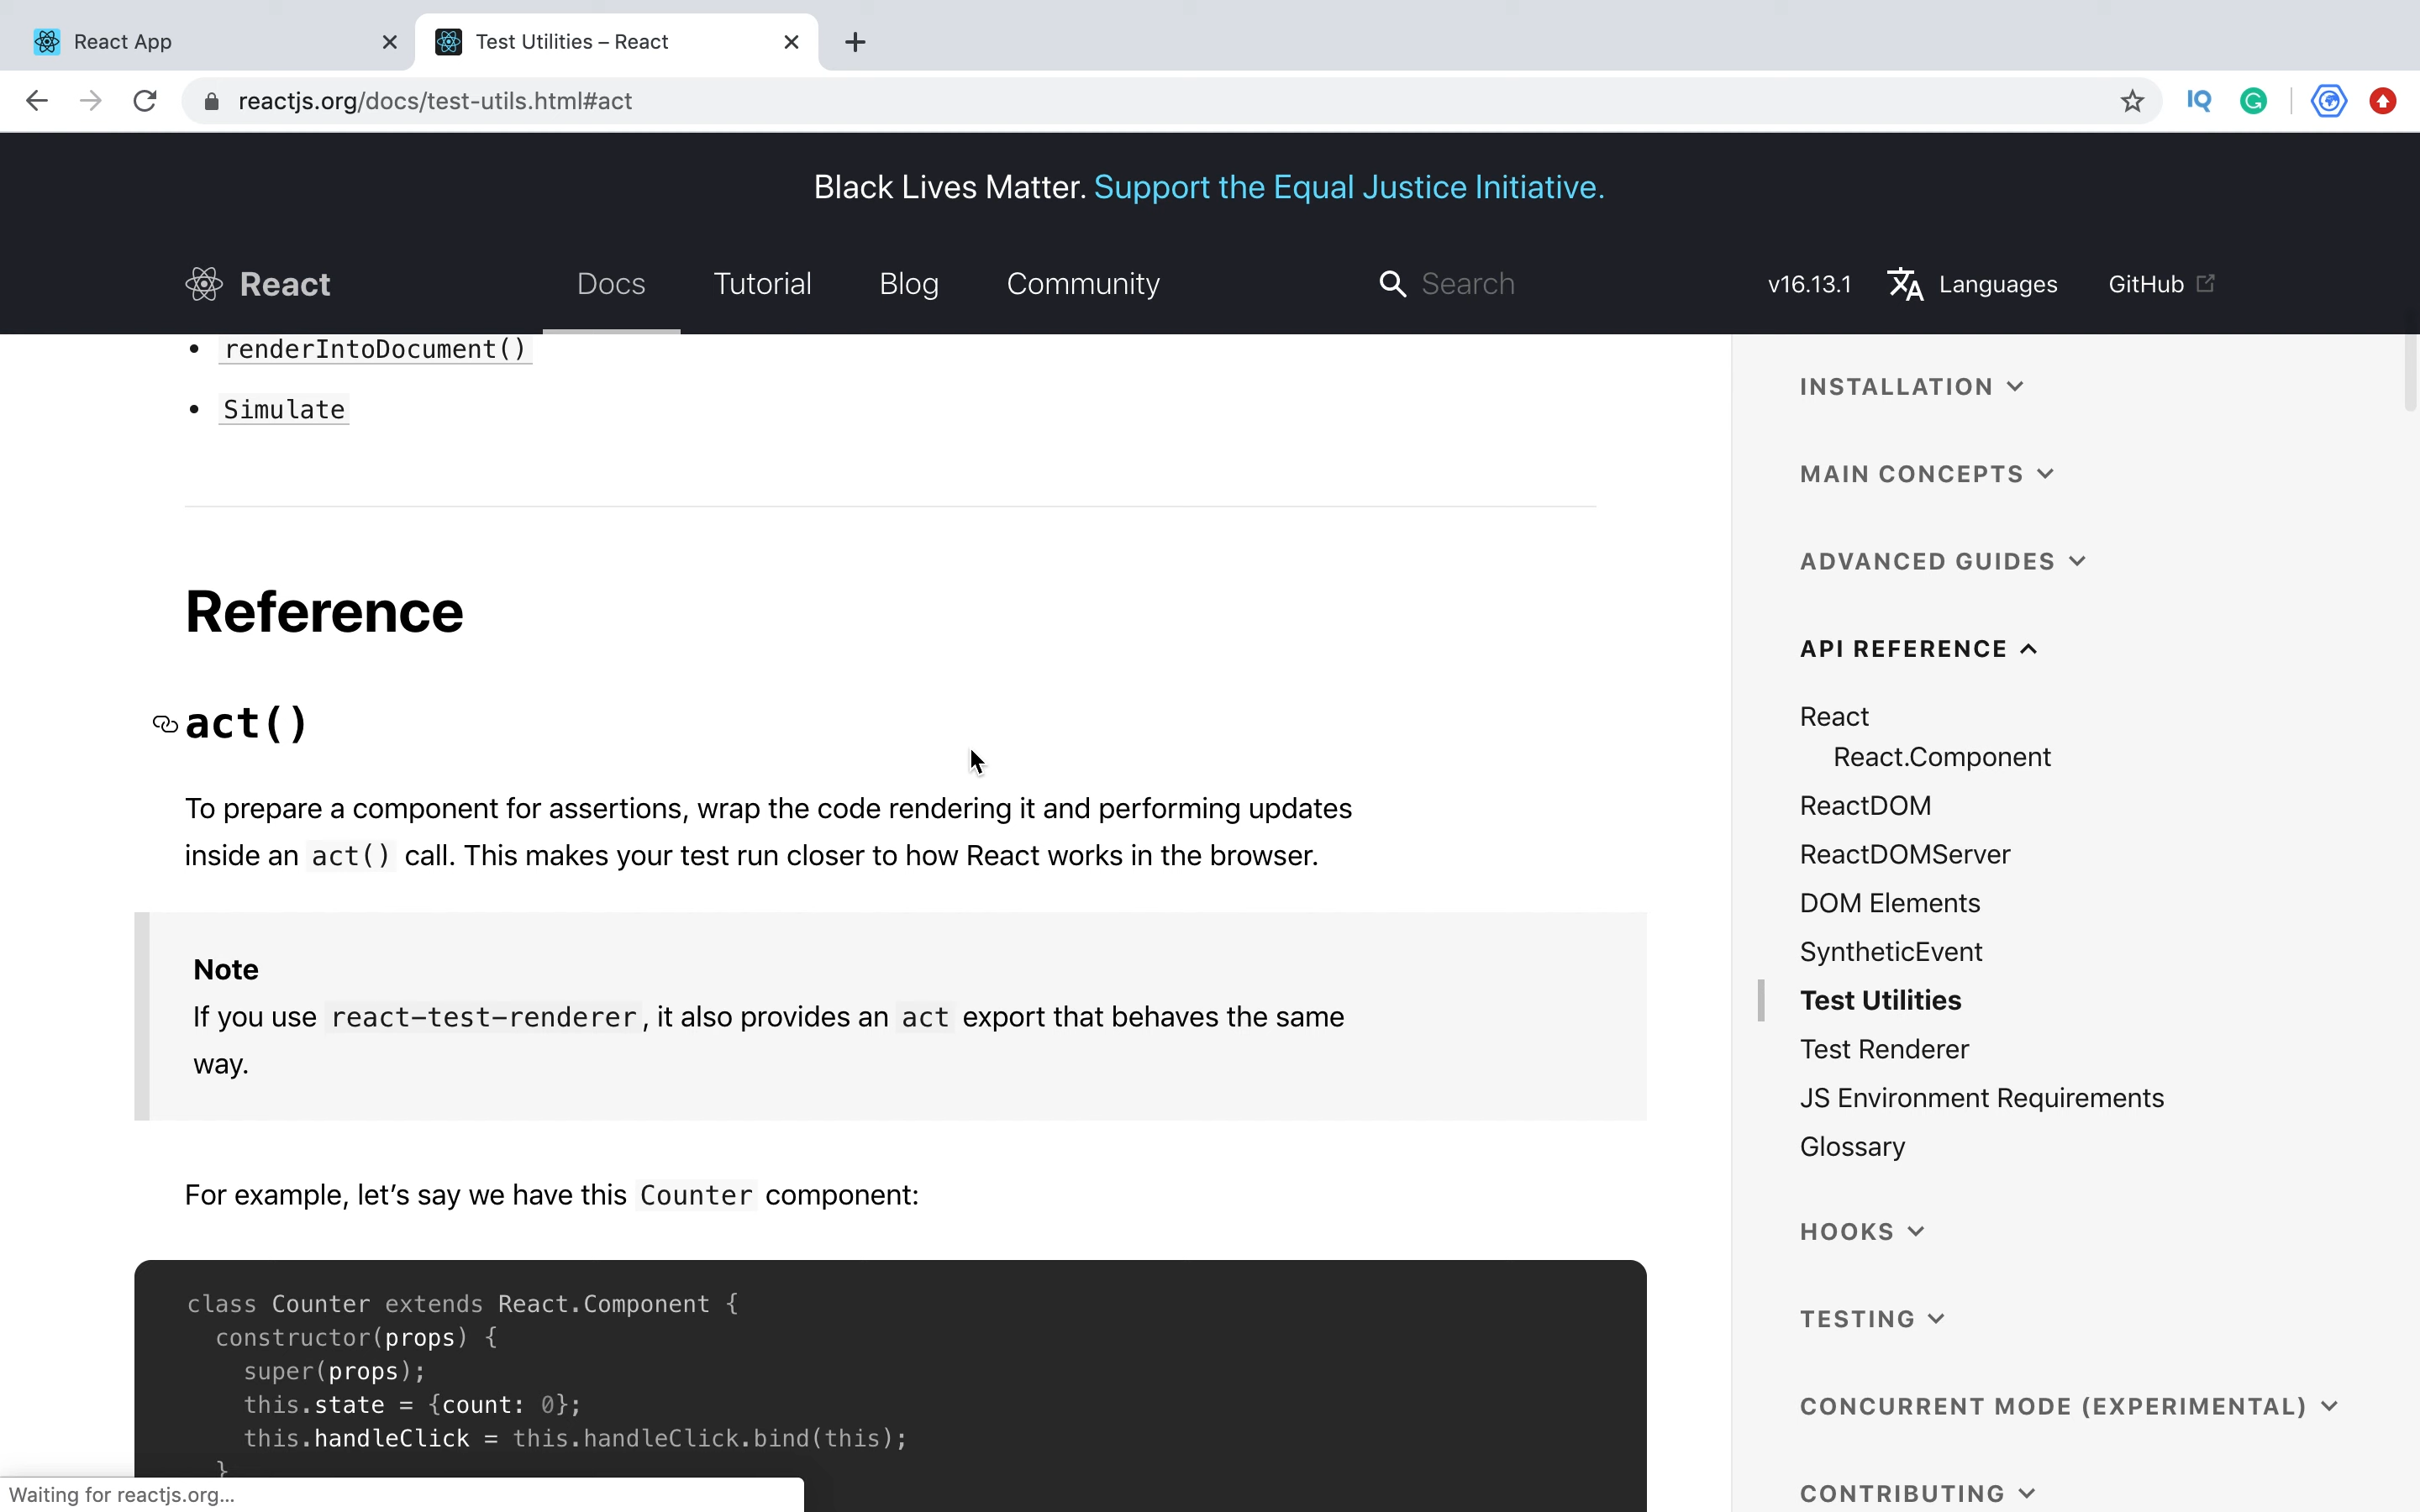 React App
Test Utilities – React
reactjs.org/docs/test-utils.html#act
IQ
Black Lives Matter. Support the Equal Justice Initiative.
React
Docs
Tutorial
Blog
Community
Search
v16.13.1
Languages
GitHub
• renderIntoDocument()
• Simulate
Reference
act()
To prepare a component for assertions, wrap the code rendering it and performing updates
inside an act() call. This makes your test run closer to how React works in the browser.
Note
If you use react-test-renderer, it also provides an act export that behaves the same
way.
For example, let’s say we have this Counter component:
class Counter extends React.Component {
constructor(props) {
super(props);
this.state = {count: 0};
this.handleClick = this.handleClick.bind(this);
}
Waiting for reactjs.org...
INSTALLATION
MAIN CONCEPTS
ADVANCED GUIDES
API REFERENCE
React
React.Component
ReactDOM
ReactDOMServer
DOM Elements
SyntheticEvent
Test Utilities
Test Renderer
JS Environment Requirements
Glossary
HOOKS
TESTING
CONCURRENT MODE (EXPERIMENTAL)
CONTRIBUTING